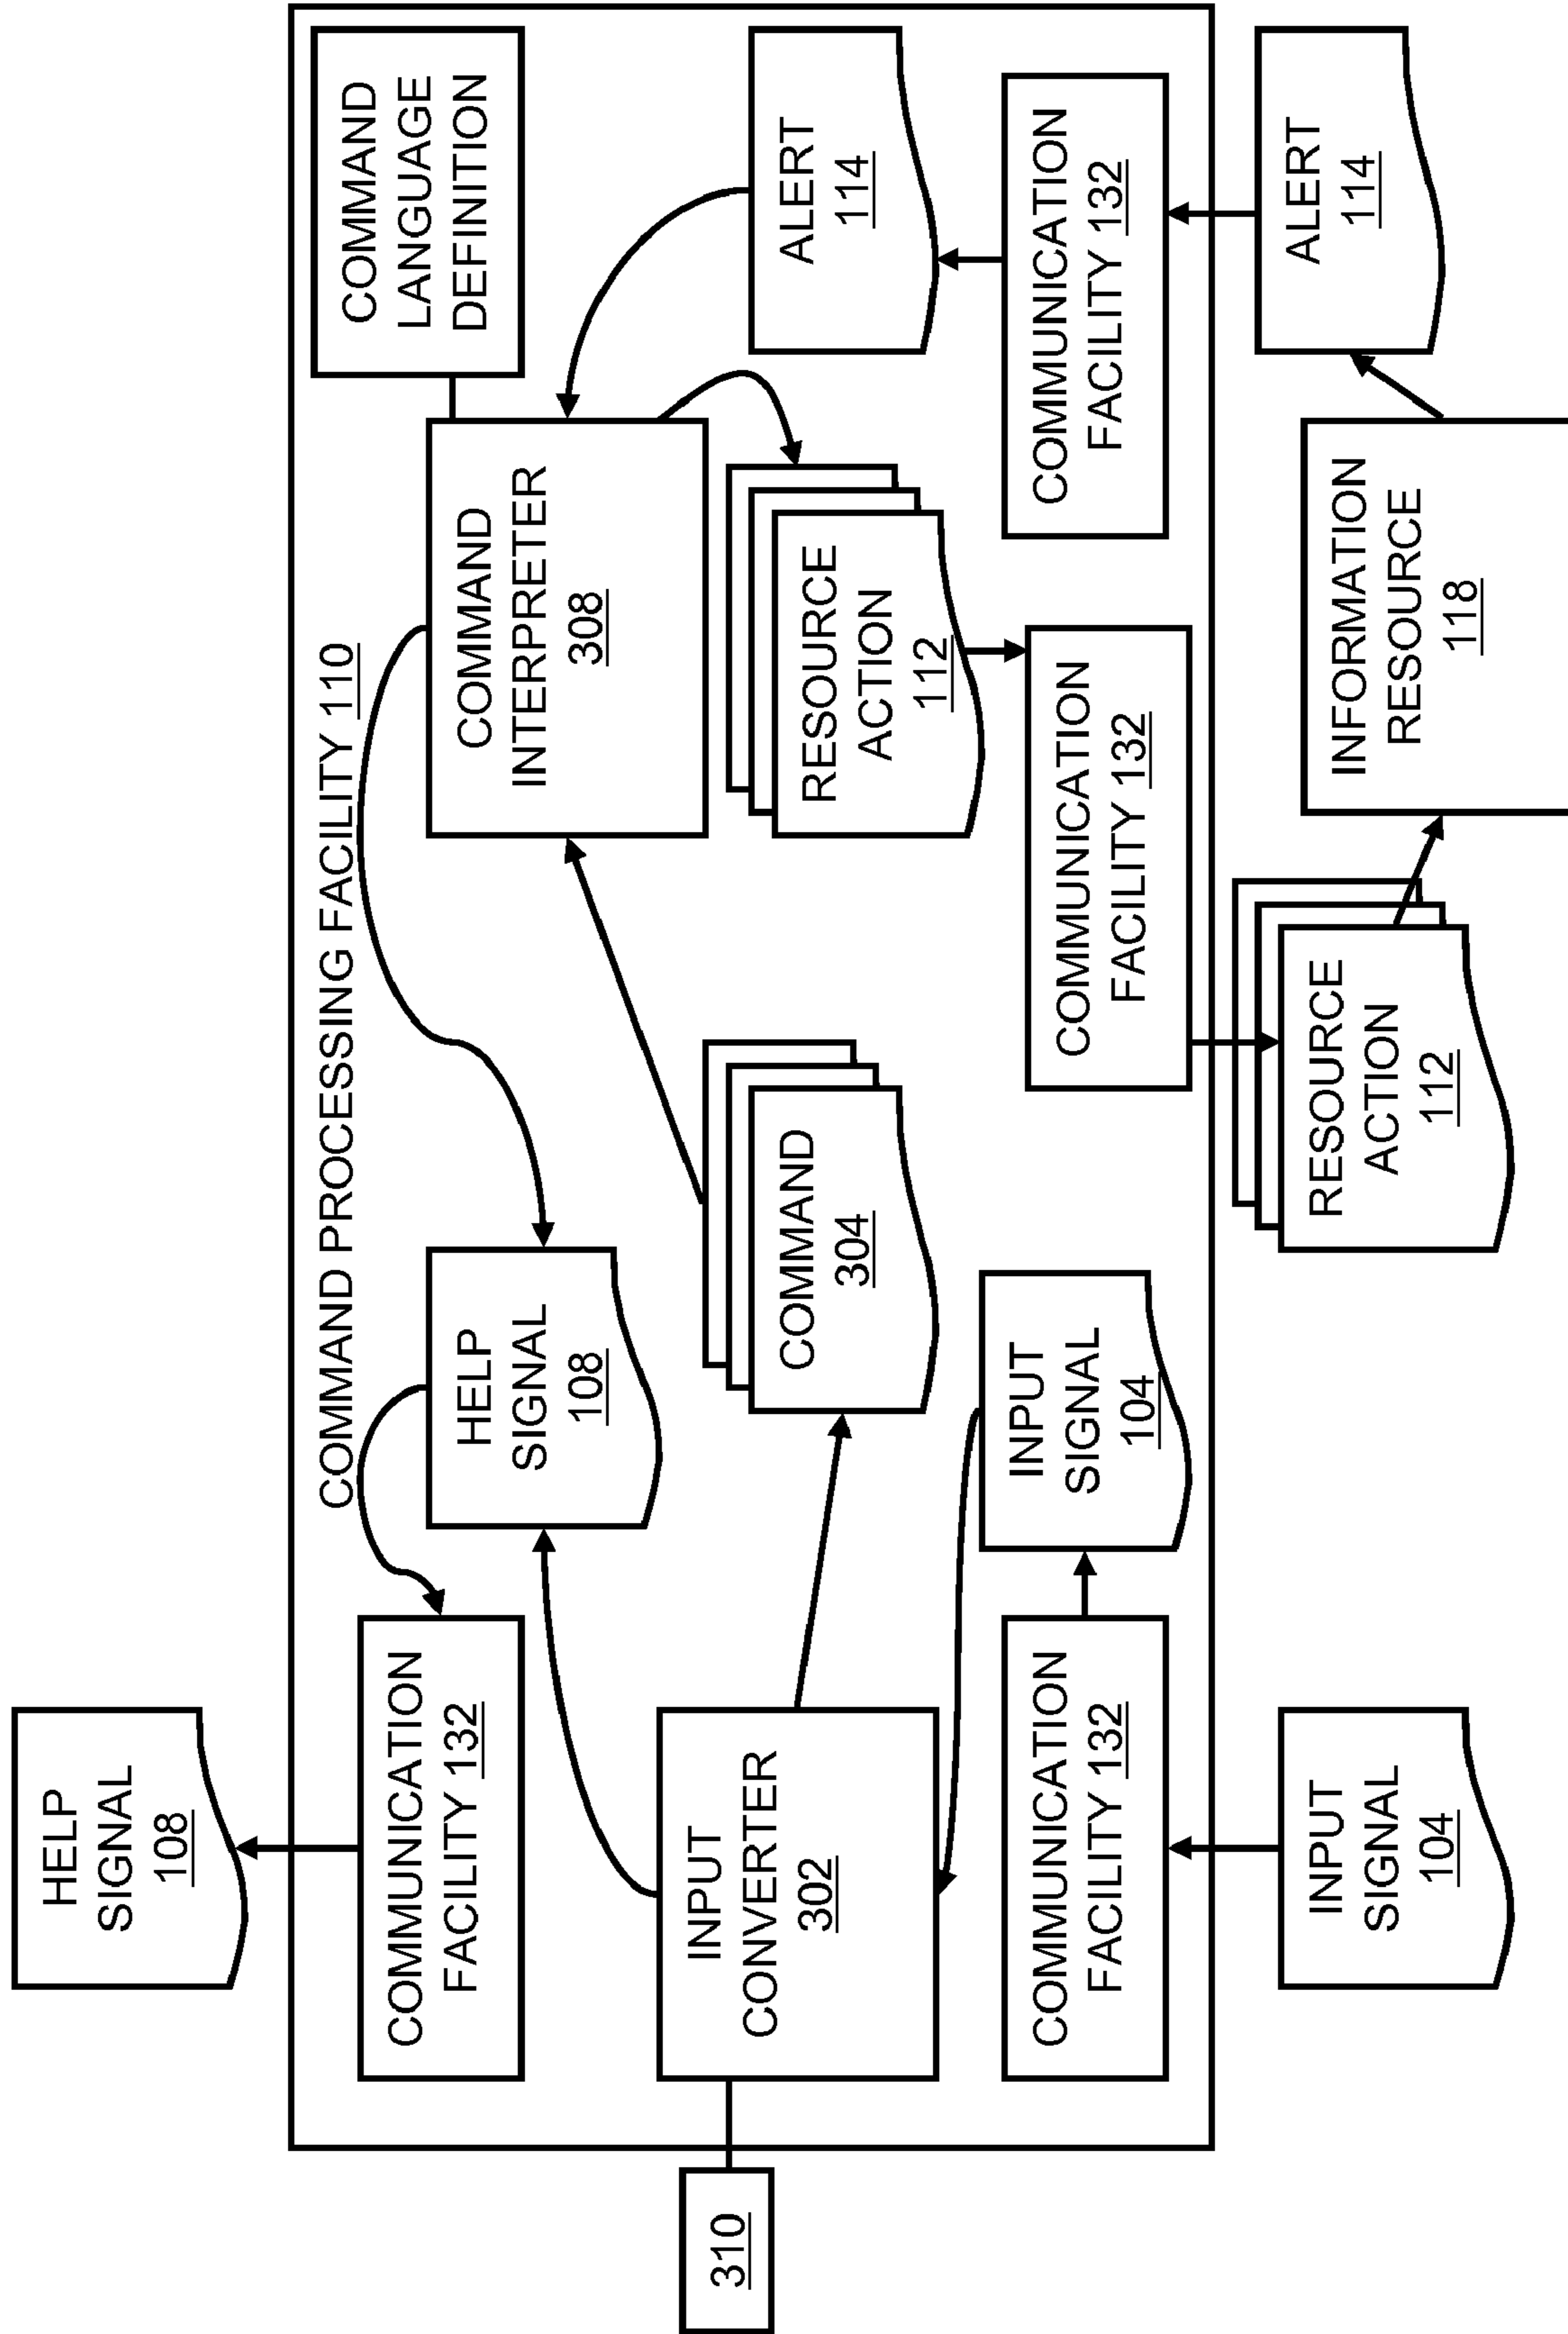 HELP
SIGNAL
108
COMMAND PROCESSING FACILITY 110
COMMUNICATION
FACILITY 132
HELP
SIGNAL
108
COMMAND
INTERPRETER
308
COMMAND
LANGUAGE
DEFINITION
310
INPUT
CONVERTER
302
COMMAND
304
RESOURCE
ACTION
112
ALERT
114
COMMUNICATION
FACILITY 132
INPUT
SIGNAL
104
COMMUNICATION
FACILITY 132
COMMUNICATION
FACILITY 132
INPUT
SIGNAL
104
RESOURCE
ACTION
112
INFORMATION
RESOURCE
118
ALERT
114